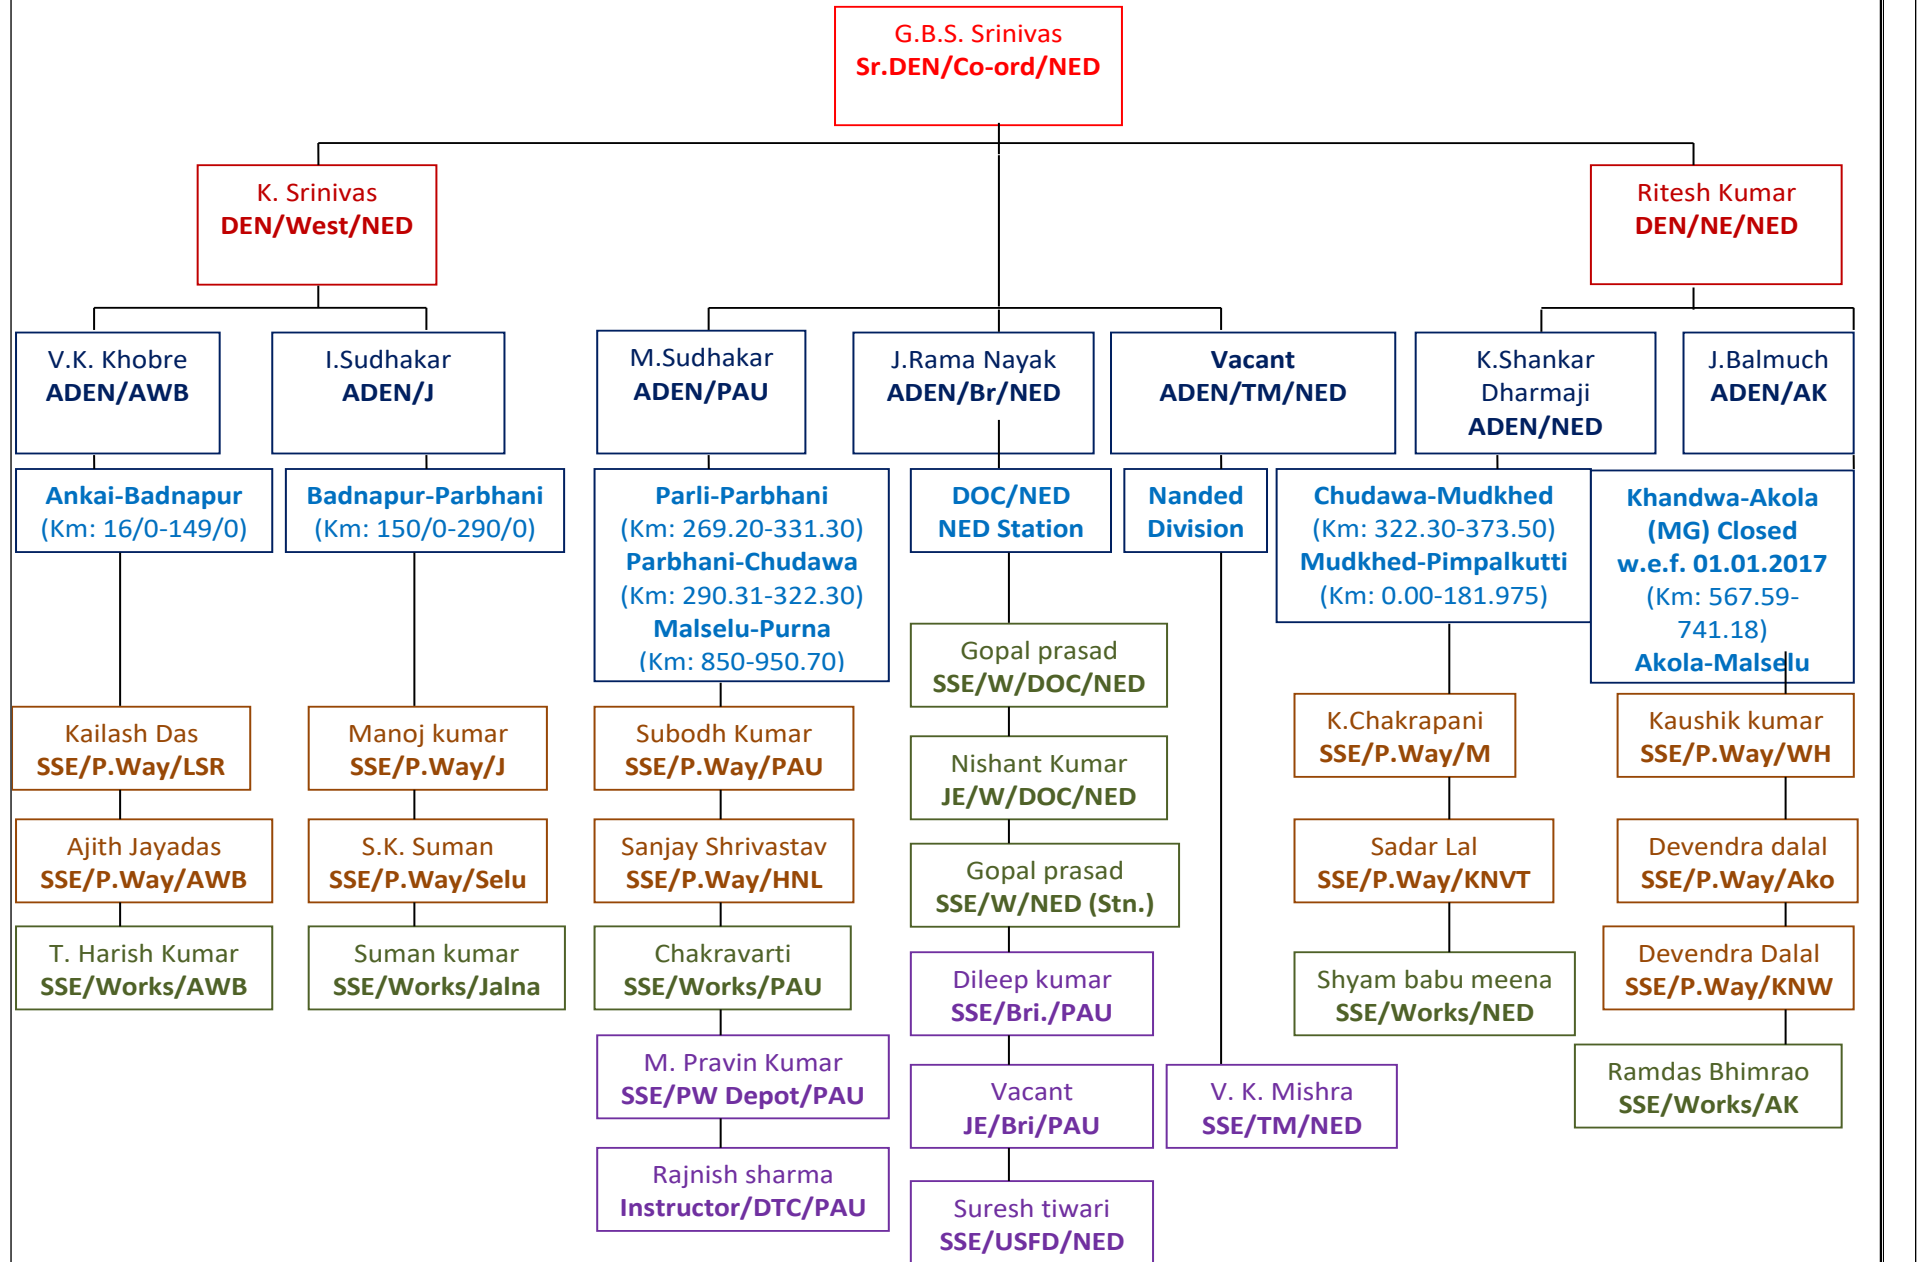 G.B.S. Srinivas
Sr.DEN/Co-ord/NED
K. Srinivas
DEN/West/NED
Ritesh Kumar
DEN/NE/NED
V.K. Khobre
ADEN/AWB
I.Sudhakar
ADEN/J
M.Sudhakar
ADEN/PAU
J.Rama Nayak
ADEN/Br/NED
Vacant
ADEN/TM/NED
K.Shankar
Dharmaji
ADEN/NED
J.Balmuch
ADEN/AK
Ankai-Badnapur
(Km: 16/0-149/0)
Badnapur-Parbhani
(Km: 150/0-290/0)
Parli-Parbhani
(Km: 269.20-331.30)
Parbhani-Chudawa
(Km: 290.31-322.30)
Malselu-Purna
(Km: 850-950.70)
DOC/NED
NED Station
Nanded
Division
Chudawa-Mudkhed
(Km: 322.30-373.50)
Mudkhed-Pimpalkutti
(Km: 0.00-181.975)
Khandwa-Akola
(MG) Closed
w.e.f. 01.01.2017
(Km: 567.59-
741.18)
Akola-Malselu
Kailash Das
SSE/P.Way/LSR
Ajith Jayadas
SSE/P.Way/AWB
T. Harish Kumar
SSE/Works/AWB
Manoj kumar
SSE/P.Way/J
S.K. Suman
SSE/P.Way/Selu
Suman kumar
SSE/Works/Jalna
Subodh Kumar
SSE/P.Way/PAU
Sanjay Shrivastav
SSE/P.Way/HNL
Chakravarti
SSE/Works/PAU
M. Pravin Kumar
SSE/PW Depot/PAU
Rajnish sharma
Instructor/DTC/PAU
Gopal prasad
SSE/W/DOC/NED
Nishant Kumar
JE/W/DOC/NED
Gopal prasad
SSE/W/NED (Stn.)
Dileep kumar
SSE/Bri./PAU
Vacant
JE/Bri/PAU
Suresh tiwari
SSE/USFD/NED
V. K. Mishra
SSE/TM/NED
K.Chakrapani
SSE/P.Way/M
Sadar Lal
SSE/P.Way/KNVT
Shyam babu meena
SSE/Works/NED
Kaushik kumar
SSE/P.Way/WH
Devendra dalal
SSE/P.Way/Ako
Devendra Dalal
SSE/P.Way/KNW
Ramdas Bhimrao
SSE/Works/AK